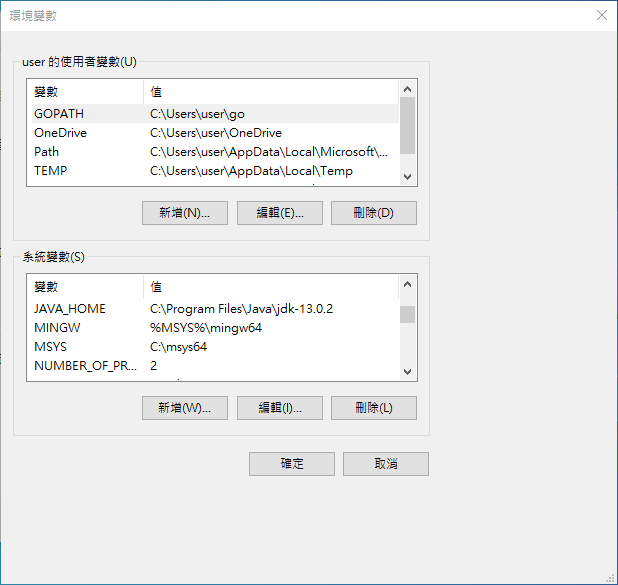 環境變數
user 的使用者變數(U)
變數 值
GOPATH C:\Users\user\go
OneDrive C:\Users\user\OneDrive
Path C:\Users\user\AppData\Local\Microsoft\...
TEMP C:\Users\user\AppData\Local\Temp
新增(N)... 編輯(E)... 刪除(D)
系統變數(S)
變數 值
JAVA_HOME C:\Program Files\Java\jdk-13.0.2
MINGW %MSYS%\mingw64
MSYS C:\msys64
NUMBER_OF_PR... 2
新增(W)... 編輯(I)... 刪除(L)
確定 取消